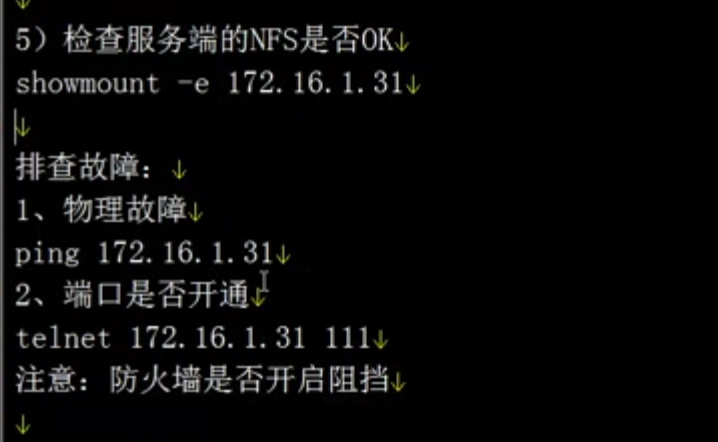 5）检查服务端的NFS是否OK↓
showmount -e 172.16.1.31↓
↓
排查故障：↓
1、物理故障↓
ping 172.16.1.31↓
2、端口是否开通↓
telnet 172.16.1.31 111↓
注意：防火墙是否开启阻挡↓
↓